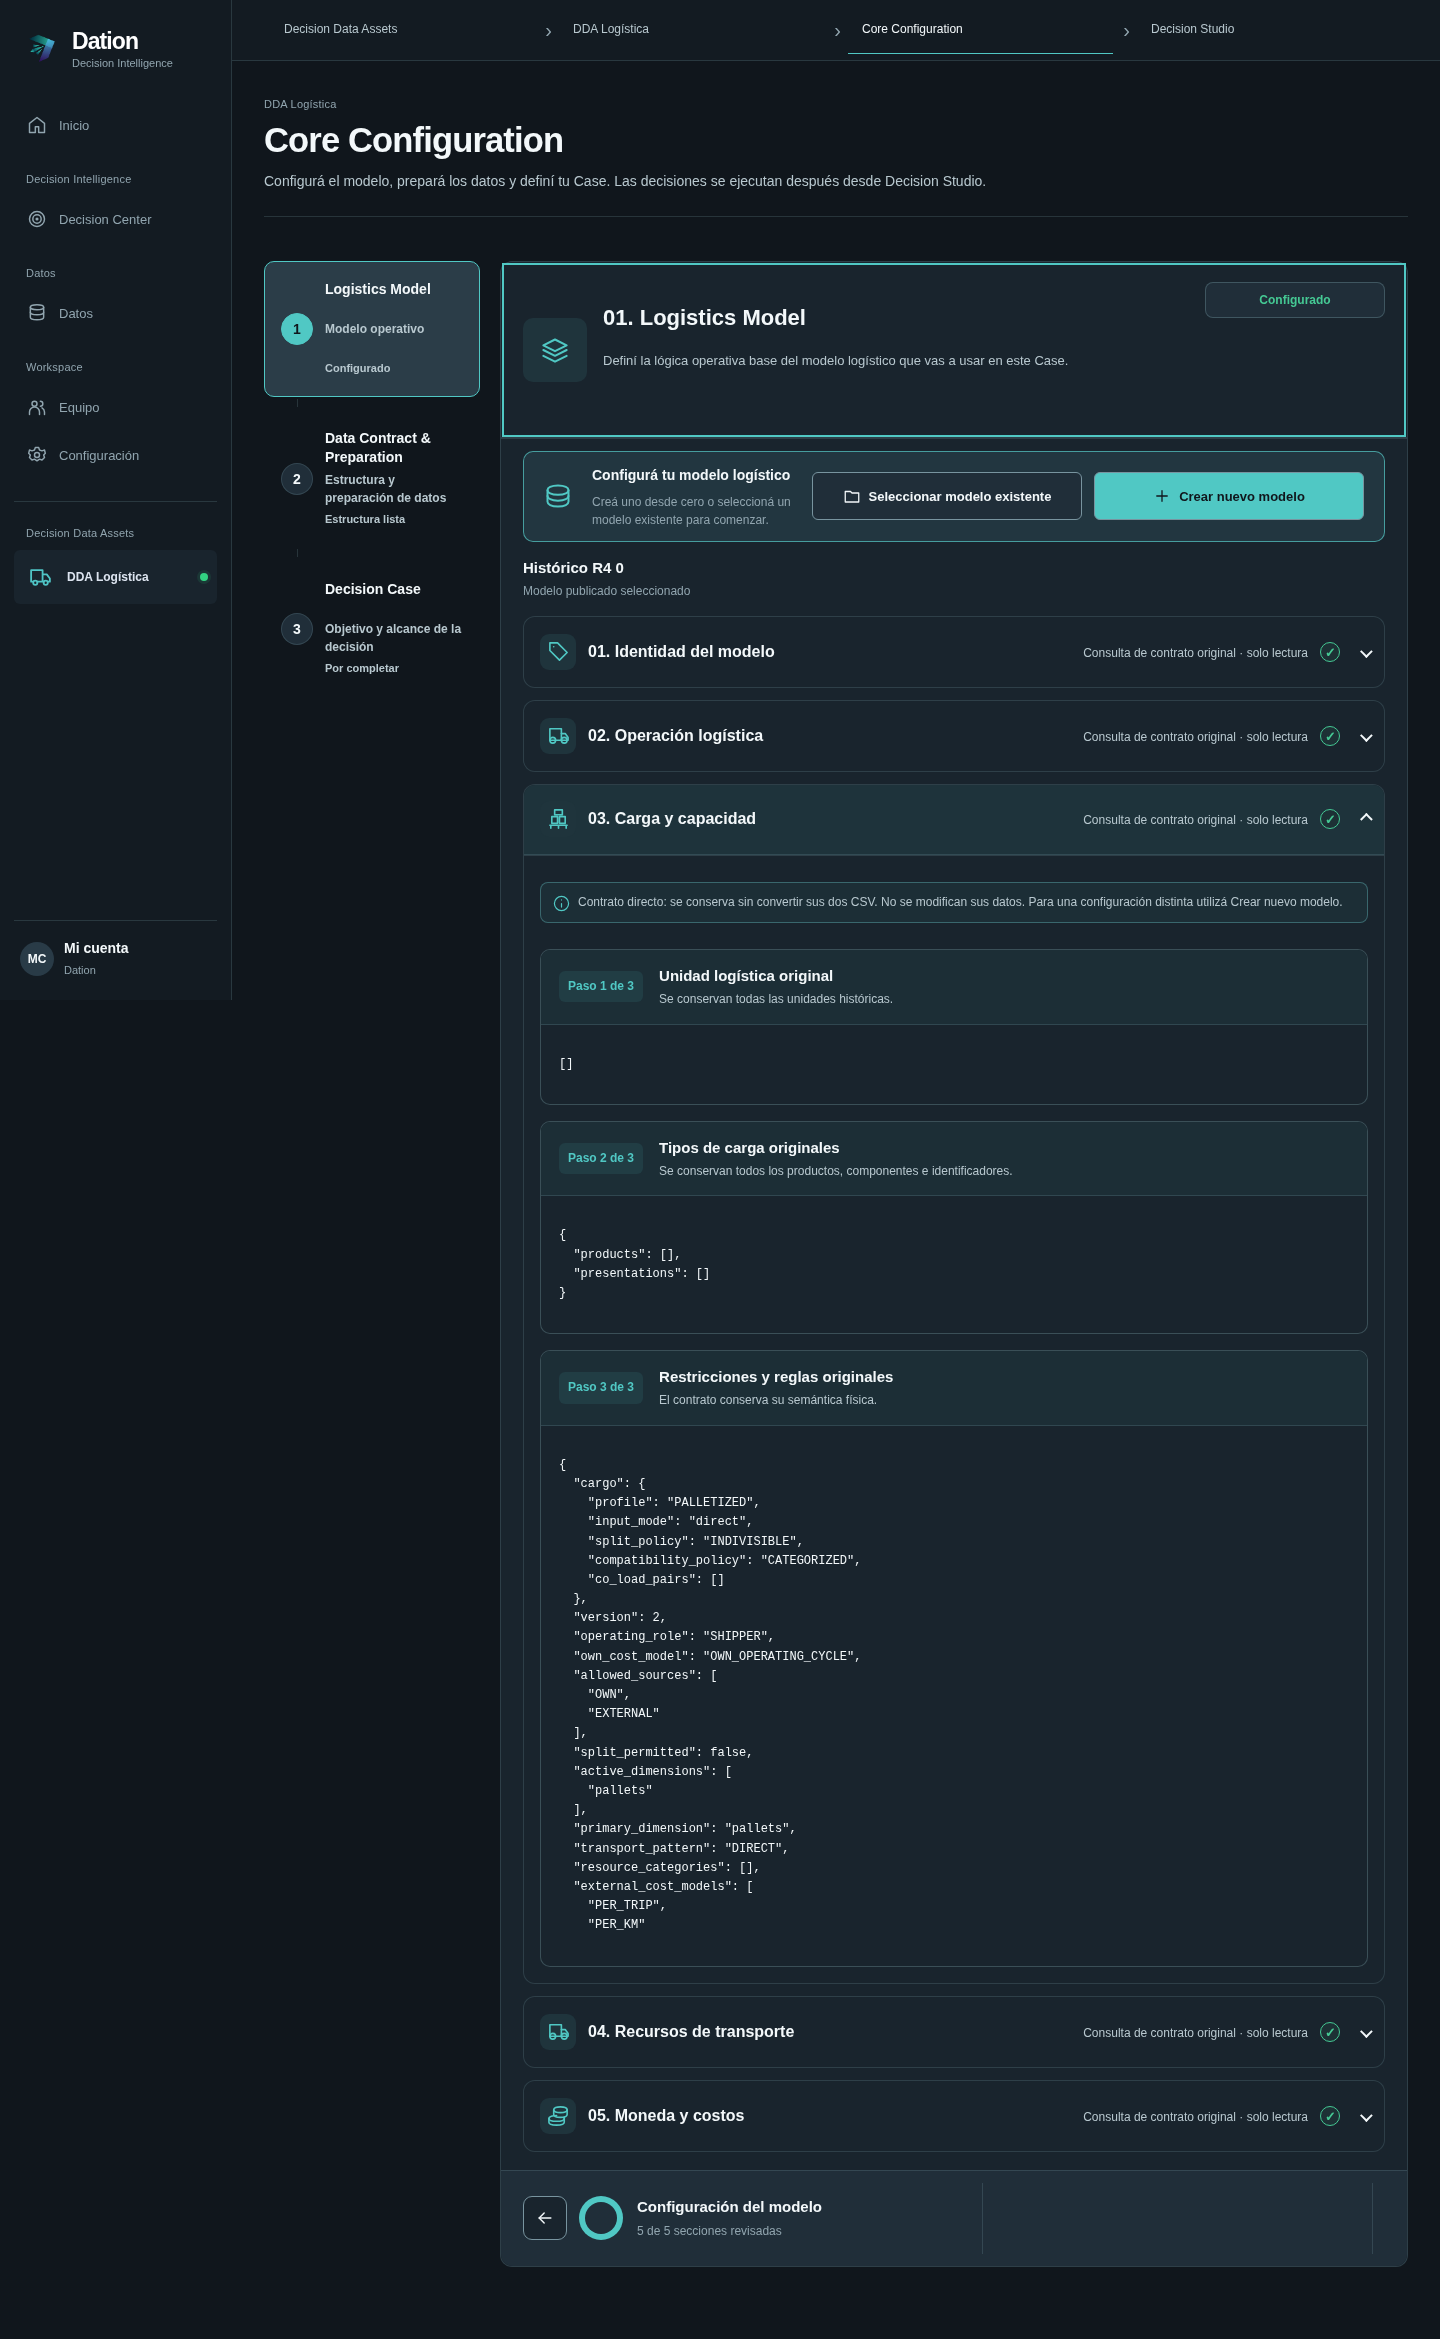 Dation
Decision Intelligence
Inicio
Decision Intelligence
Decision Center
Datos
Datos
Workspace
Equipo
Configuración
Decision Data Assets
DDA Logística
MC
Mi cuenta
Dation
Decision Data Assets
DDA Logística
Core Configuration
Decision Studio
DDA Logística
Core Configuration
Configurá el modelo, prepará los datos y definí tu Case. Las decisiones se ejecutan después desde Decision Studio.
Logistics Model
1
Modelo operativo
Configurado
Data Contract &
Preparation
2
Estructura y
preparación de datos
Estructura lista
Decision Case
3
Objetivo y alcance de la
decisión
Por completar
Configurado
01. Logistics Model
Definí la lógica operativa base del modelo logístico que vas a usar en este Case.
Configurá tu modelo logístico
Creá uno desde cero o seleccioná un
modelo existente para comenzar.
Seleccionar modelo existente
Crear nuevo modelo
Histórico R4 0
Modelo publicado seleccionado
01. Identidad del modelo
Consulta de contrato original · solo lectura
02. Operación logística
Consulta de contrato original · solo lectura
03. Carga y capacidad
Consulta de contrato original · solo lectura
Contrato directo: se conserva sin convertir sus dos CSV. No se modifican sus datos. Para una configuración distinta utilizá Crear nuevo modelo.
Paso 1 de 3
Unidad logística original
Se conservan todas las unidades históricas.
[]
Paso 2 de 3
Tipos de carga originales
Se conservan todos los productos, componentes e identificadores.
{
  "products": [],
  "presentations": []
}
Paso 3 de 3
Restricciones y reglas originales
El contrato conserva su semántica física.
{
  "cargo": {
    "profile": "PALLETIZED",
    "input_mode": "direct",
    "split_policy": "INDIVISIBLE",
    "compatibility_policy": "CATEGORIZED",
    "co_load_pairs": []
  },
  "version": 2,
  "operating_role": "SHIPPER",
  "own_cost_model": "OWN_OPERATING_CYCLE",
  "allowed_sources": [
    "OWN",
    "EXTERNAL"
  ],
  "split_permitted": false,
  "active_dimensions": [
    "pallets"
  ],
  "primary_dimension": "pallets",
  "transport_pattern": "DIRECT",
  "resource_categories": [],
  "external_cost_models": [
    "PER_TRIP",
    "PER_KM"
04. Recursos de transporte
Consulta de contrato original · solo lectura
05. Moneda y costos
Consulta de contrato original · solo lectura
Configuración del modelo
5 de 5 secciones revisadas